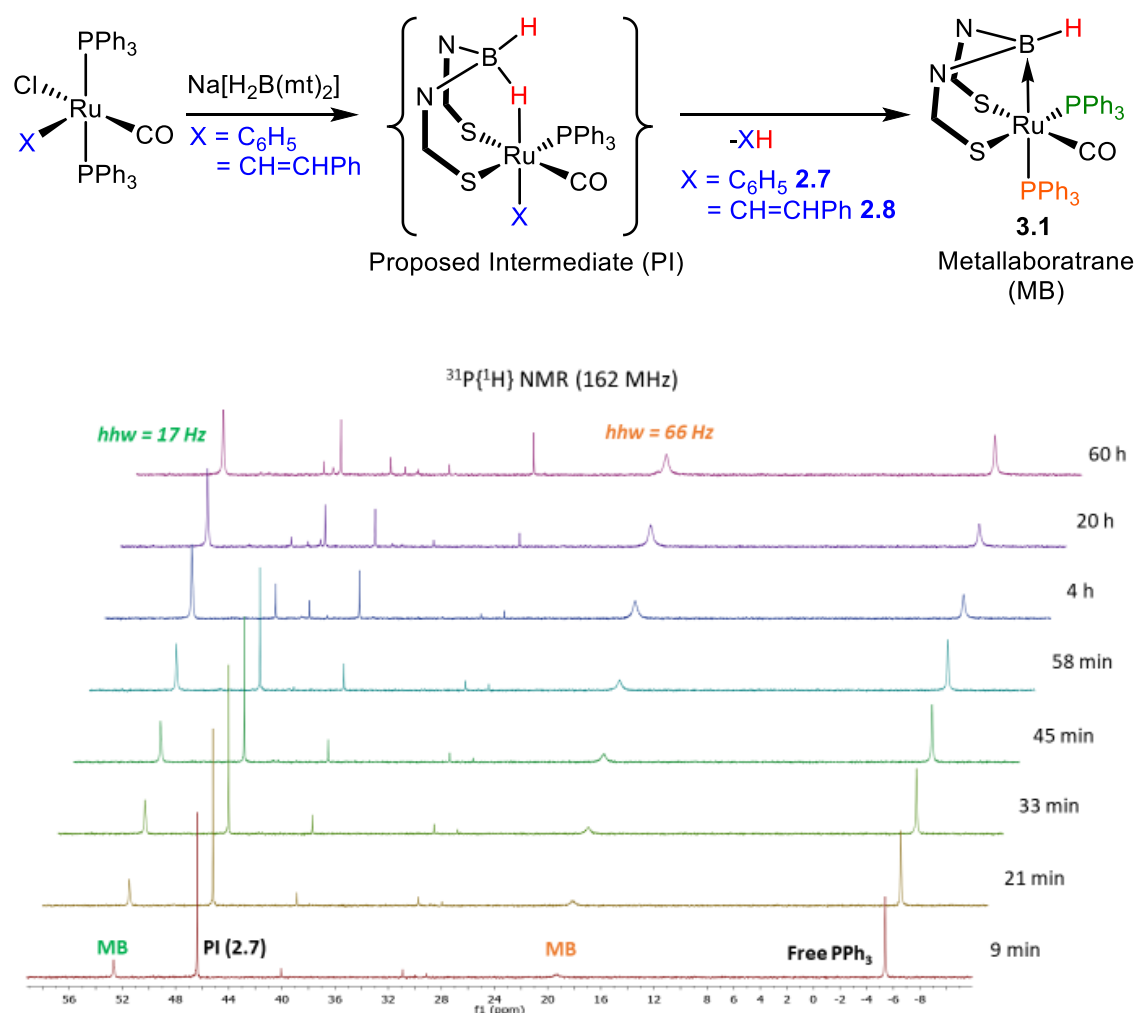 PPh3
Cl
Ru
X
CO
PPh3
Na[H2B(mt)2]
X = C6H5
= CH=CHPh
N
B
H
N
H
S
Ru
PPh3
S
CO
X
Proposed Intermediate (PI)
-XH
X = C6H5 2.7
= CH=CHPh 2.8
N
B
H
N
S
Ru
PPh3
S
CO
PPh3
3.1
Metallaboratrane
(MB)
31P{1H} NMR (162 MHz)
hhw = 17 Hz
hhw = 66 Hz
60 h
20 h
4 h
58 min
45 min
33 min
21 min
MB
PI (2.7)
MB
Free PPh3
9 min
56 52 48 44 40 36 32 28 24 20 16 12 8 6 4 2 0 -2 -4 -6 -8
f1 (ppm)